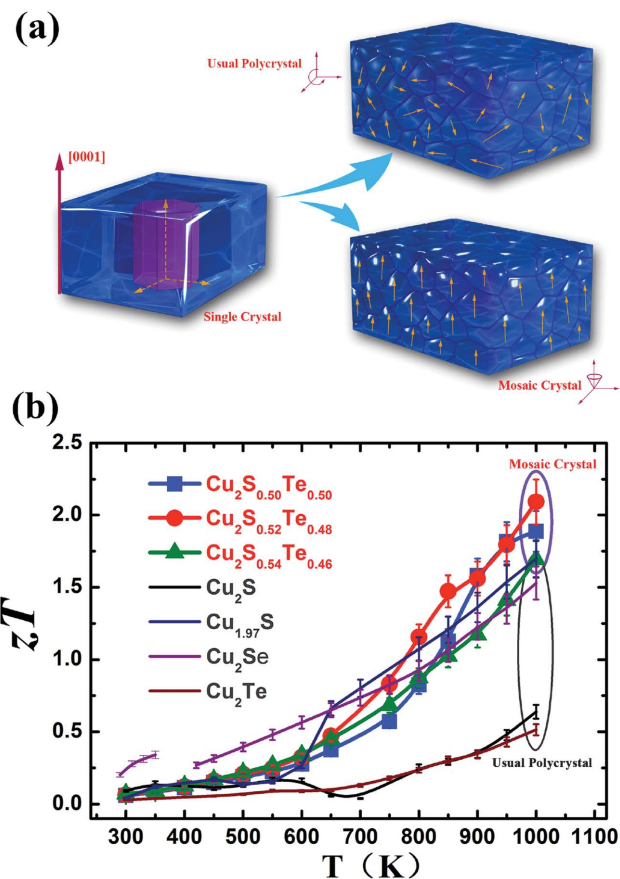 (a)
Usual Polycrystal
[0001]
Single Crystal
Mosaic Crystal
(b)
2.5
2.0
1.5
1.0
0.5
0.0
zT
Mosaic Crystal
Cu2S0.50Te0.50
Cu2S0.52Te0.48
Cu2S0.54Te0.46
Cu2S
Cu1.97S
Cu2Se
Cu2Te
Usual Polycrystal
300 400 500 600 700 800 900 1000 1100
T（K）